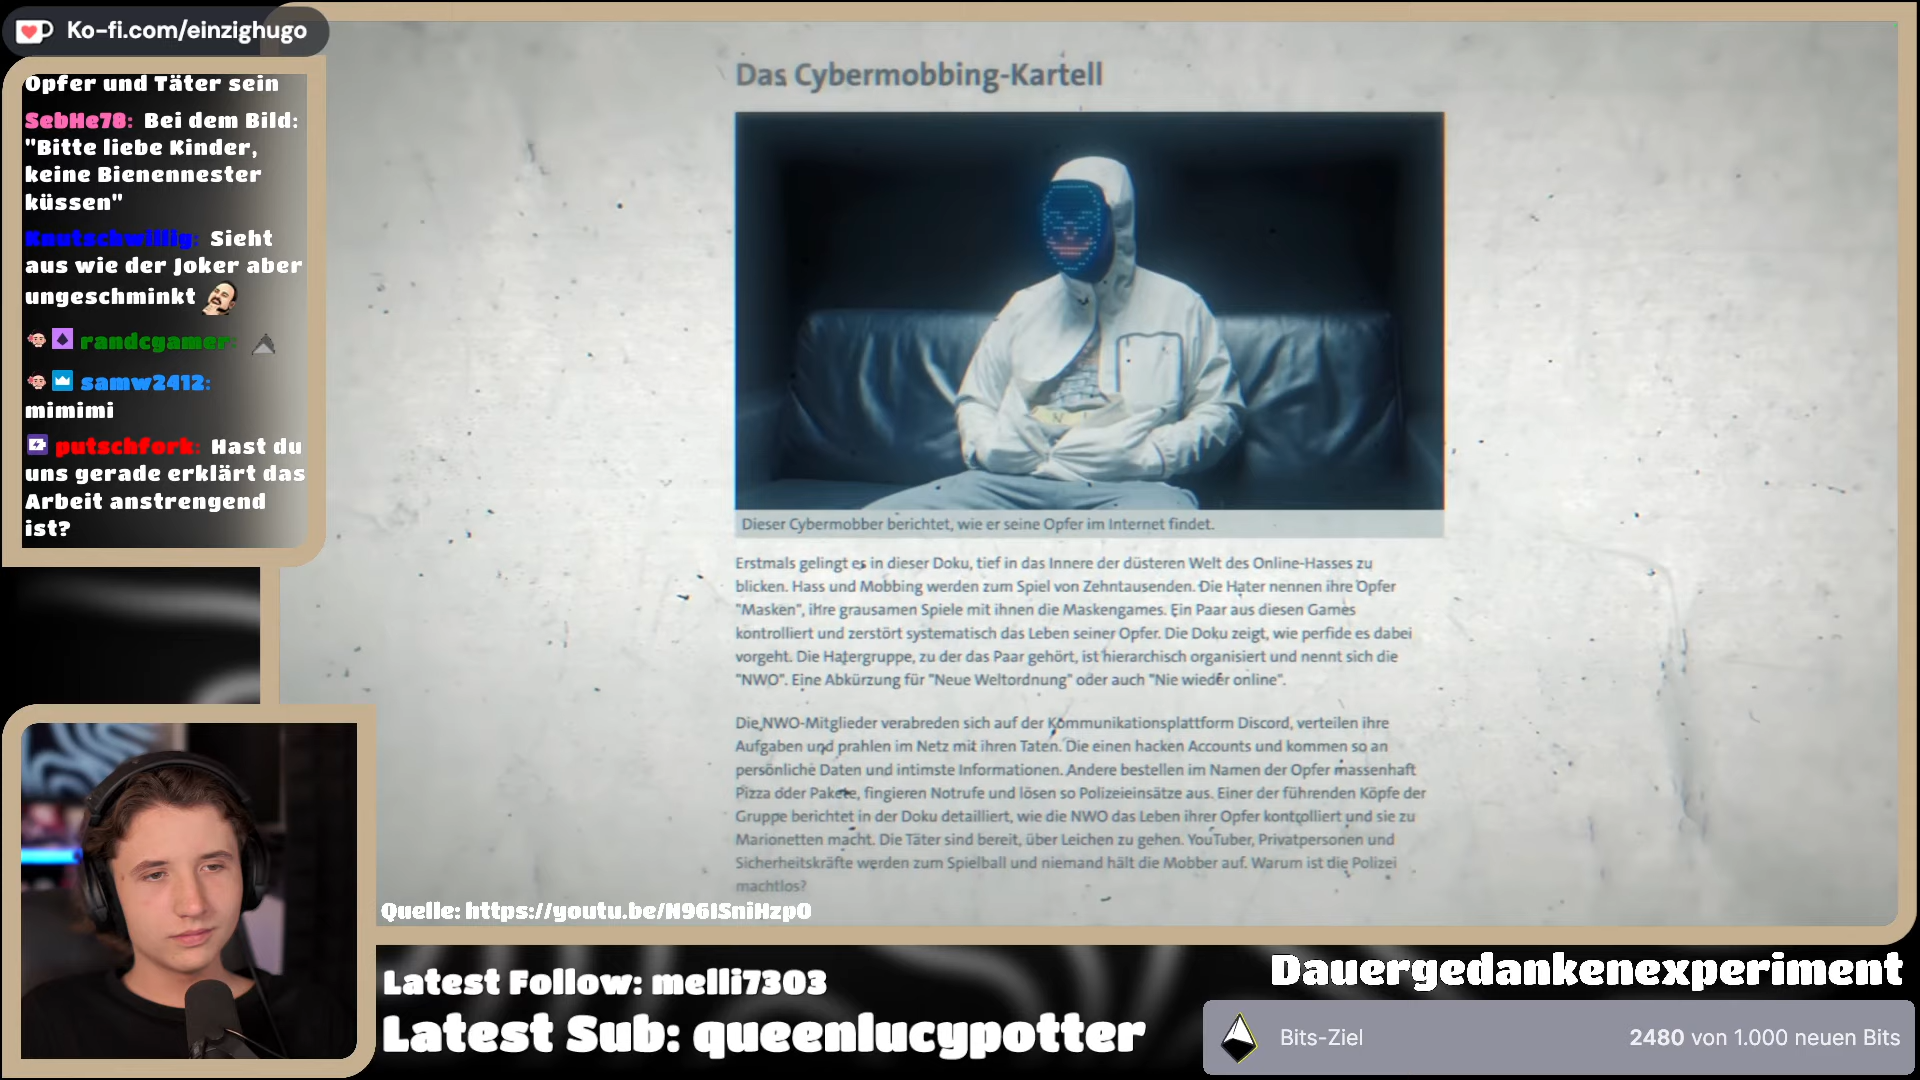 Ko-fi.com/einzighugo
Opfer und Täter sein
SebHe78: Bei dem Bild:
"Bitte liebe Kinder,
keine Bienennester
küssen"
Knutschwillig: Sieht
aus wie der Joker aber
ungeschminkt
randcgamer:
samw2412:
mimimi
putschfork: Hast du
uns gerade erklärt das
Arbeit anstrengend
ist?
Das Cybermobbing-Kartell
Dieser Cybermobber berichtet, wie er seine Opfer im Internet findet.
Erstmals gelingt es in dieser Doku, tief in das Innere der düsteren Welt des Online-Hasses zu
blicken. Hass und Mobbing werden zum Spiel von Zehntausenden. Die Hater nennen ihre Opfer
"Masken", ihre grausamen Spiele mit ihnen die Maskengames. Ein Paar aus diesen Games
kontrolliert und zerstört systematisch das Leben seiner Opfer. Die Doku zeigt, wie perfide es dabei
vorgeht. Die Hatergruppe, zu der das Paar gehört, ist hierarchisch organisiert und nennt sich die
"NWO". Eine Abkürzung für "Neue Weltordnung" oder auch "Nie wieder online".
Die NWO-Mitglieder verabreden sich auf der Kommunikationsplattform Discord, verteilen ihre
Aufgaben und prahlen im Netz mit ihren Taten. Die einen hacken Accounts und kommen so an
persönliche Daten und intimste Informationen. Andere bestellen im Namen der Opfer massenhaft
Pizza oder Pakete, fingieren Notrufe und lösen so Polizeieinsätze aus. Einer der führenden Köpfe der
Gruppe berichtet in der Doku detailliert, wie die NWO das Leben ihrer Opfer kontrolliert und sie zu
Marionetten macht. Die Täter sind bereit, über Leichen zu gehen. YouTuber, Privatpersonen und
Sicherheitskräfte werden zum Spielball und niemand hält die Mobber auf. Warum ist die Polizei
machtlos?
Quelle: https://youtu.be/N96ISniHzpO
Latest Follow: melli7303
Latest Sub: queenlucypotter
Dauergedankenexperiment
Bits-Ziel
2480 von 1.000 neuen Bits